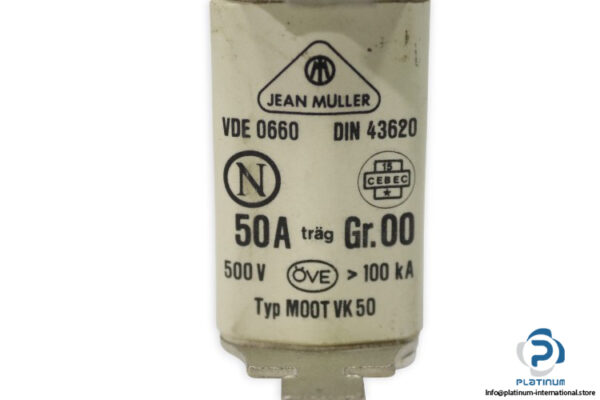 JEAN MULLER
VDE 0660 DIN 43620
N
15
CEBEC
50A träg Gr.00
500 V ÖVE > 100 kA
Typ M00T VK 50
PLATINUM
Info@platinum-international.store